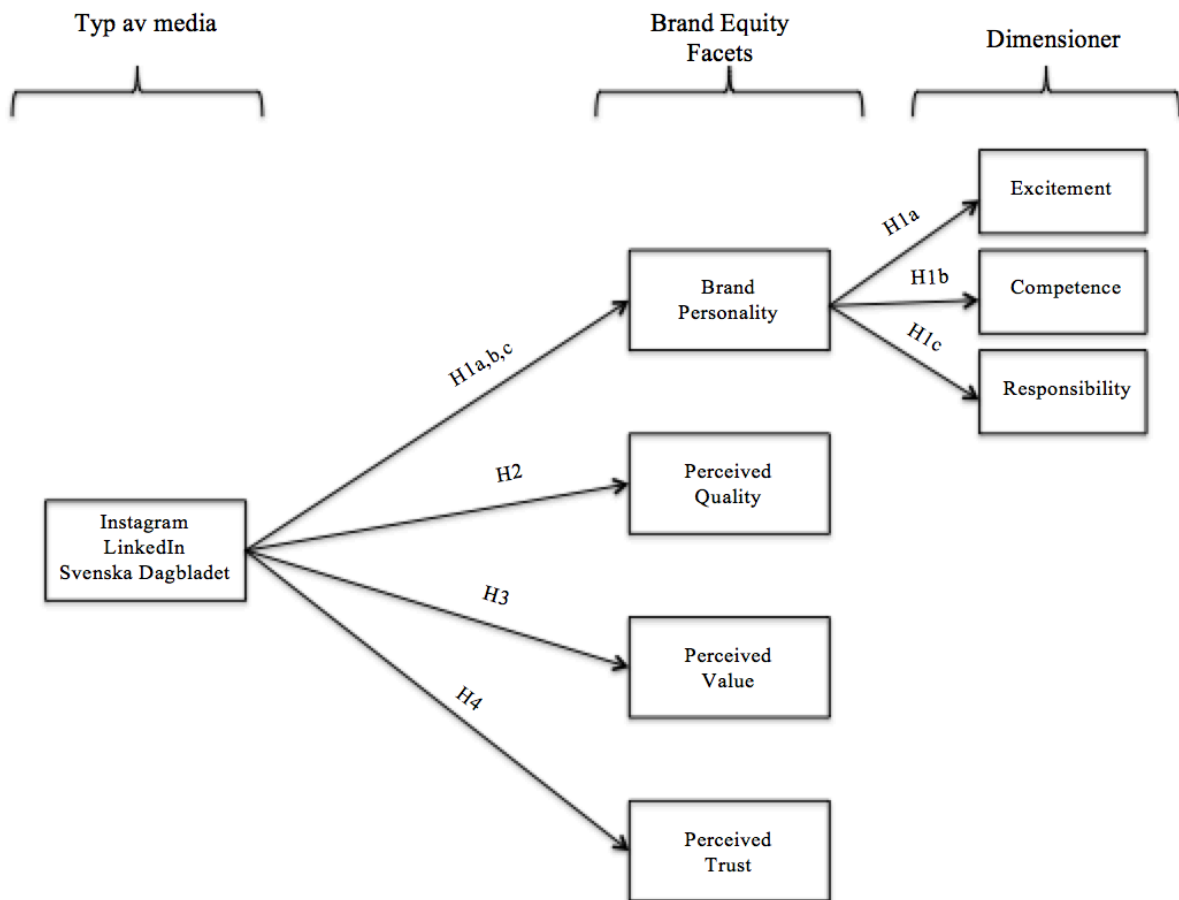 Typ av media
Brand Equity
Facets
Dimensioner
Excitement
H1a
Brand
Personality
H1b
Competence
H1c
Responsibility
H1a,b,c
H2
Perceived
Quality
Instagram
LinkedIn
Svenska Dagbladet
H3
Perceived
Value
H4
Perceived
Trust